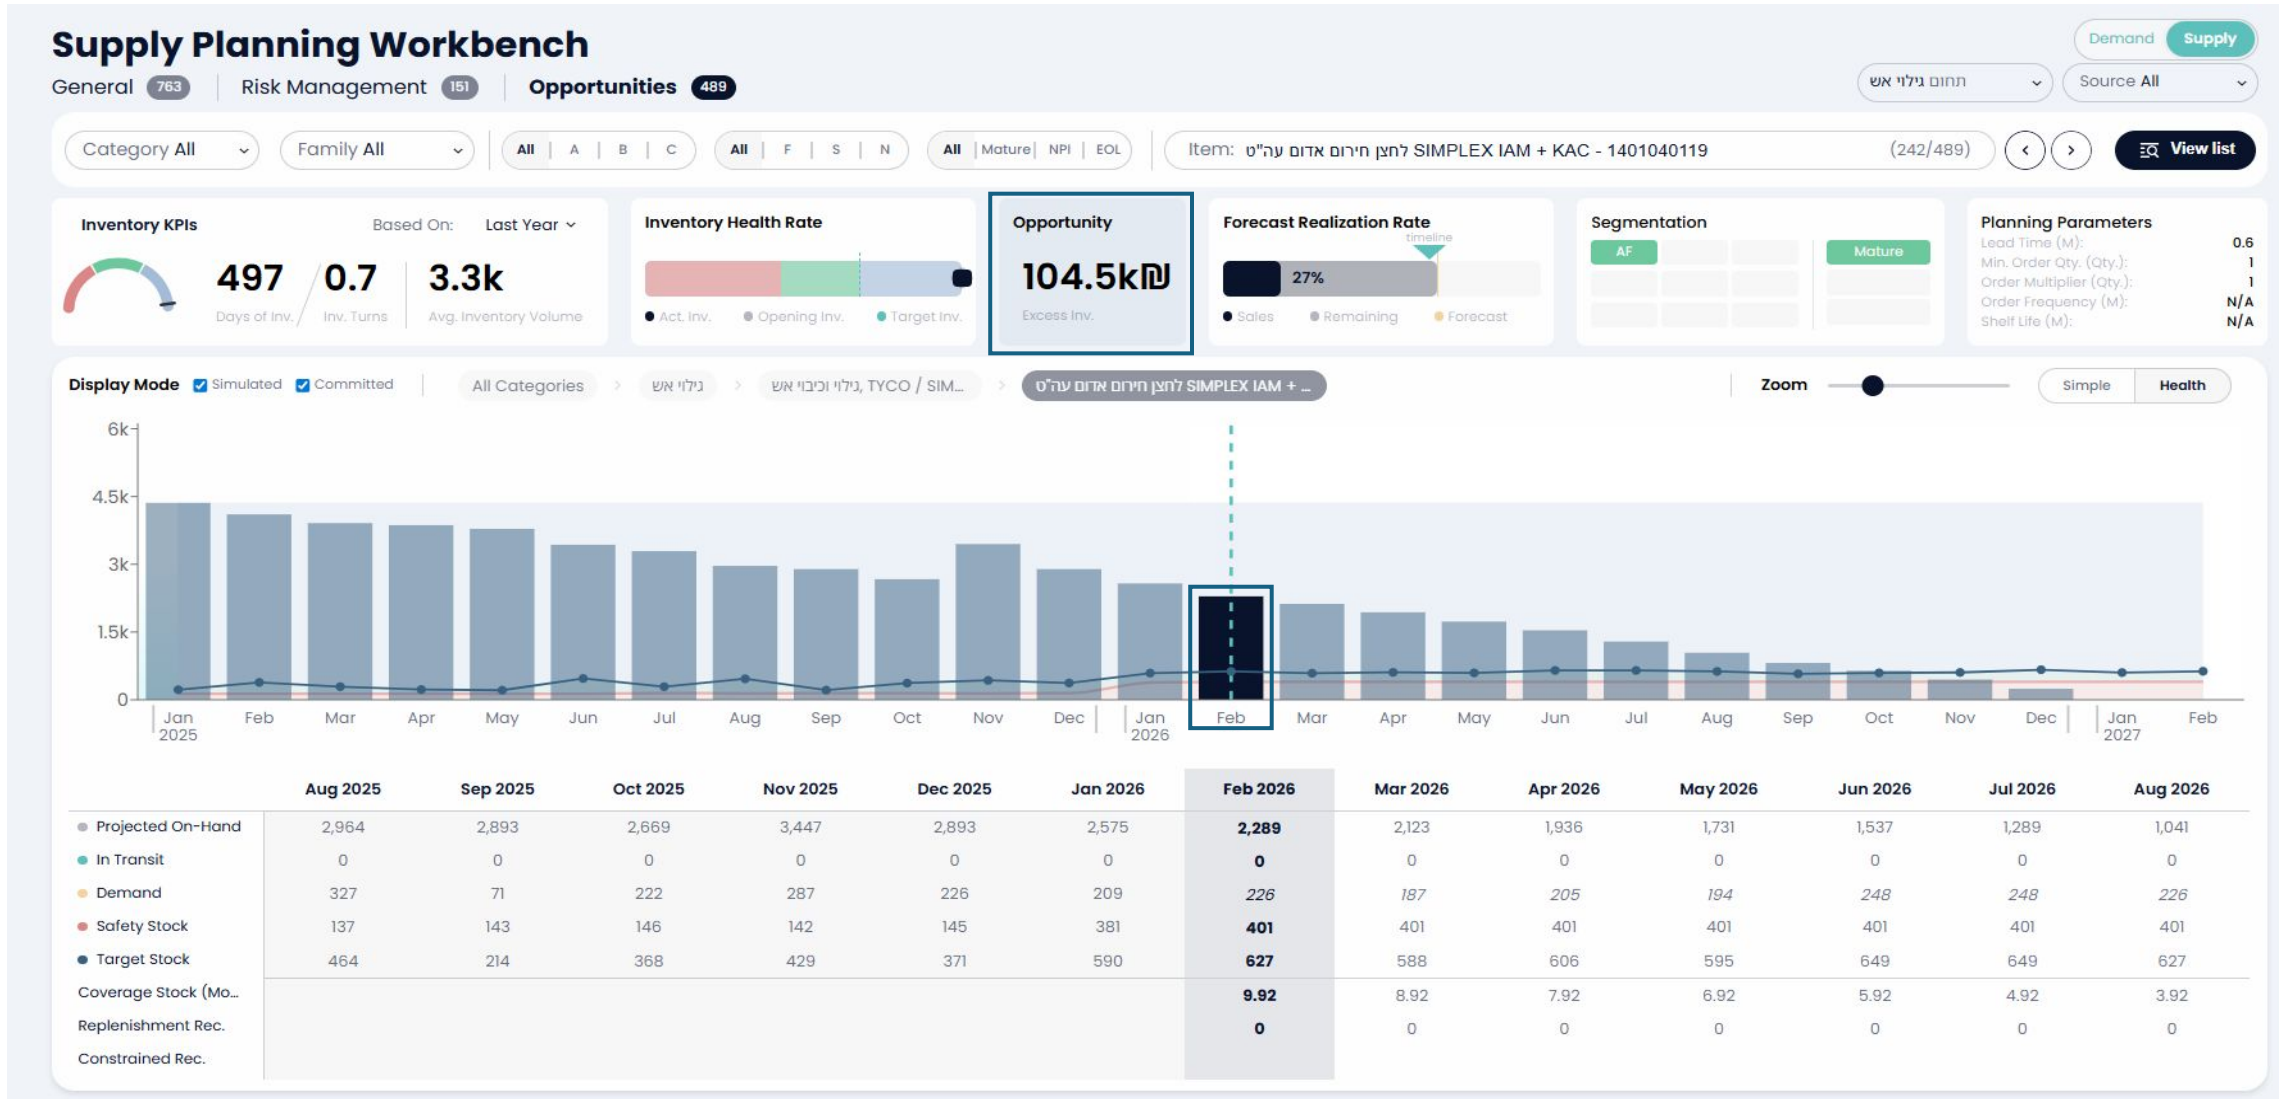 Supply Planning Workbench
Demand Supply
General 763 Risk Management 151 Opportunities 489
תחום גילוי אש Source All
Category All Family All All A B C All F S N All Mature NPI EOL Item: לחצן חירום אדום עה"ט SIMPLEX IAM + KAC - 1401040119 (242/489) View list
Inventory KPIs Based On: Last Year
497 / 0.7 3.3k
Days of Inv. Inv. Turns Avg. Inventory Volume
Inventory Health Rate
Act. Inv. Opening Inv. Target Inv.
Opportunity
104.5k₪
Excess Inv.
Forecast Realization Rate
timeline
27%
Sales Remaining Forecast
Segmentation
AF Mature
Planning Parameters
Lead Time (M): 0.6
Min. Order Qty. (Qty.): 1
Order Multiplier (Qty.): 1
Order Frequency (M): N/A
Shelf Life (M): N/A
Display Mode Simulated Committed All Categories גילוי אש גילוי וכיבוי אש, TYCO / SIM... לחצן חירום אדום עה"ט SIMPLEX IAM + ... Zoom Simple Health
6k
4.5k
3k
1.5k
0
Jan Feb Mar Apr May Jun Jul Aug Sep Oct Nov Dec Jan Feb Mar Apr May Jun Jul Aug Sep Oct Nov Dec Jan Feb
2025 2026 2027
Aug 2025 Sep 2025 Oct 2025 Nov 2025 Dec 2025 Jan 2026 Feb 2026 Mar 2026 Apr 2026 May 2026 Jun 2026 Jul 2026 Aug 2026
Projected On-Hand 2,964 2,893 2,669 3,447 2,893 2,575 2,289 2,123 1,936 1,731 1,537 1,289 1,041
In Transit 0 0 0 0 0 0 0 0 0 0 0 0 0
Demand 327 71 222 287 226 209 226 187 205 194 248 248 226
Safety Stock 137 143 146 142 145 381 401 401 401 401 401 401 401
Target Stock 464 214 368 429 371 590 627 588 606 595 649 649 627
Coverage Stock (Mo... 9.92 8.92 7.92 6.92 5.92 4.92 3.92
Replenishment Rec. 0 0 0 0 0 0 0
Constrained Rec.